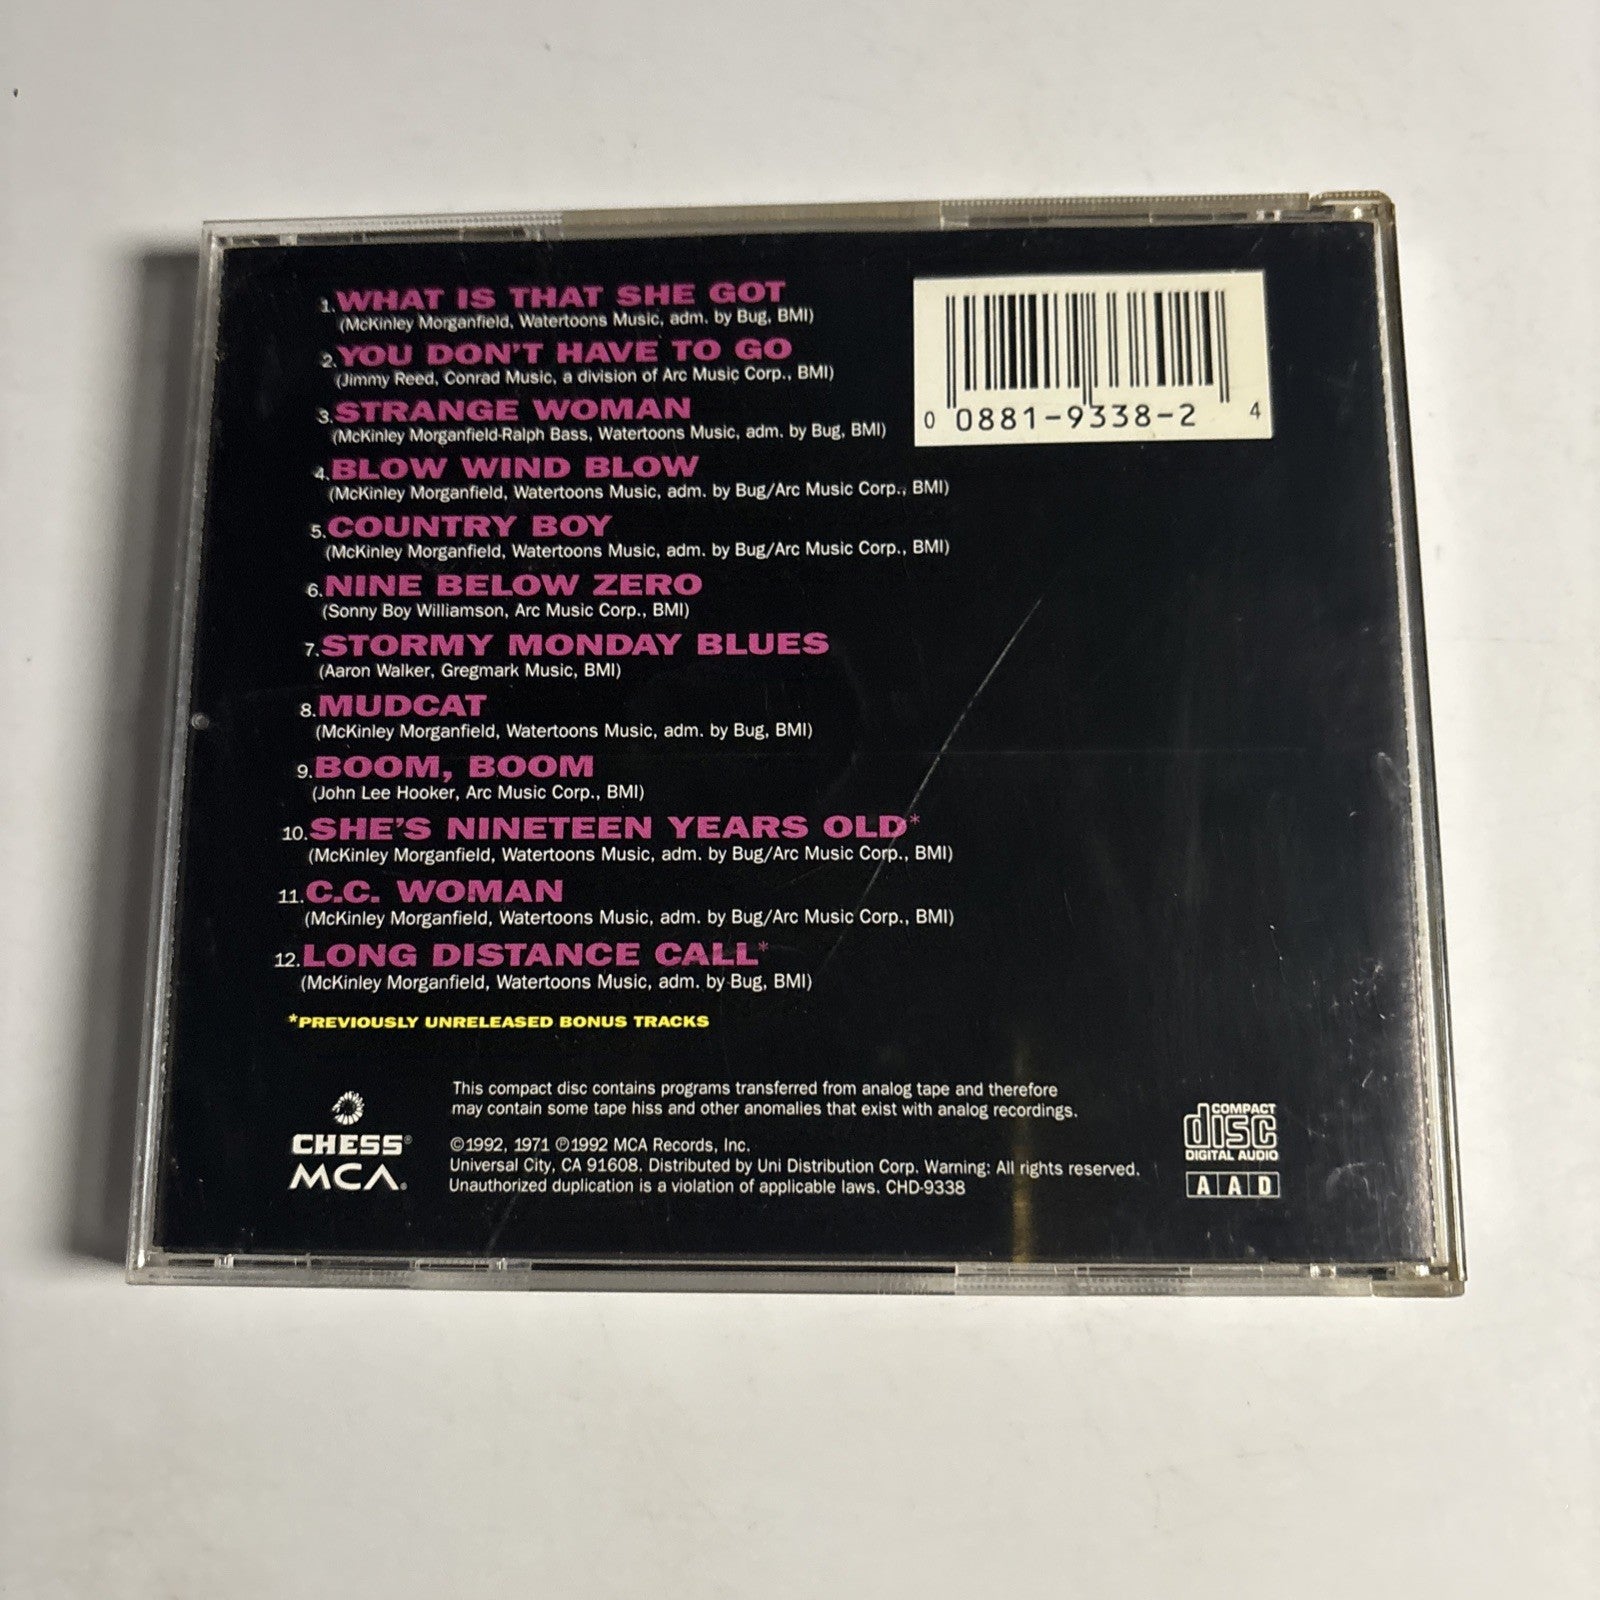 1. WHAT IS THAT SHE GOT
(McKinley Morganfield, Watertoons Music, adm. by Bug, BMI)
2. YOU DON'T HAVE TO GO
(Jimmy Reed, Conrad Music, a division of Arc Music Corp., BMI)
3. STRANGE WOMAN
(McKinley Morganfield-Ralph Bass, Watertoons Music, adm. by Bug, BMI)
4. BLOW WIND BLOW
(McKinley Morganfield, Watertoons Music, adm. by Bug/Arc Music Corp., BMI)
5. COUNTRY BOY
(McKinley Morganfield, Watertoons Music, adm. by Bug/Arc Music Corp., BMI)
6. NINE BELOW ZERO
(Sonny Boy Williamson, Arc Music Corp., BMI)
7. STORMY MONDAY BLUES
(Aaron Walker, Gregmark Music, BMI)
8. MUDCAT
(McKinley Morganfield, Watertoons Music, adm. by Bug, BMI)
9. BOOM, BOOM
(John Lee Hooker, Arc Music Corp., BMI)
10. SHE'S NINETEEN YEARS OLD*
(McKinley Morganfield, Watertoons Music, adm. by Bug/Arc Music Corp., BMI)
11. C.C. WOMAN
(McKinley Morganfield, Watertoons Music, adm. by Bug/Arc Music Corp., BMI)
12. LONG DISTANCE CALL*
(McKinley Morganfield, Watertoons Music, adm. by Bug, BMI)
*PREVIOUSLY UNRELEASED BONUS TRACKS
0 0881-9338-2 4
CHESS®
MCA®
This compact disc contains programs transferred from analog tape and therefore
may contain some tape hiss and other anomalies that exist with analog recordings.
©1992, 1971 ℗1992 MCA Records, Inc.
Universal City, CA 91608. Distributed by Uni Distribution Corp. Warning: All rights reserved.
Unauthorized duplication is a violation of applicable laws. CHD-9338
COMPACT
disc
DIGITAL AUDIO
A A D